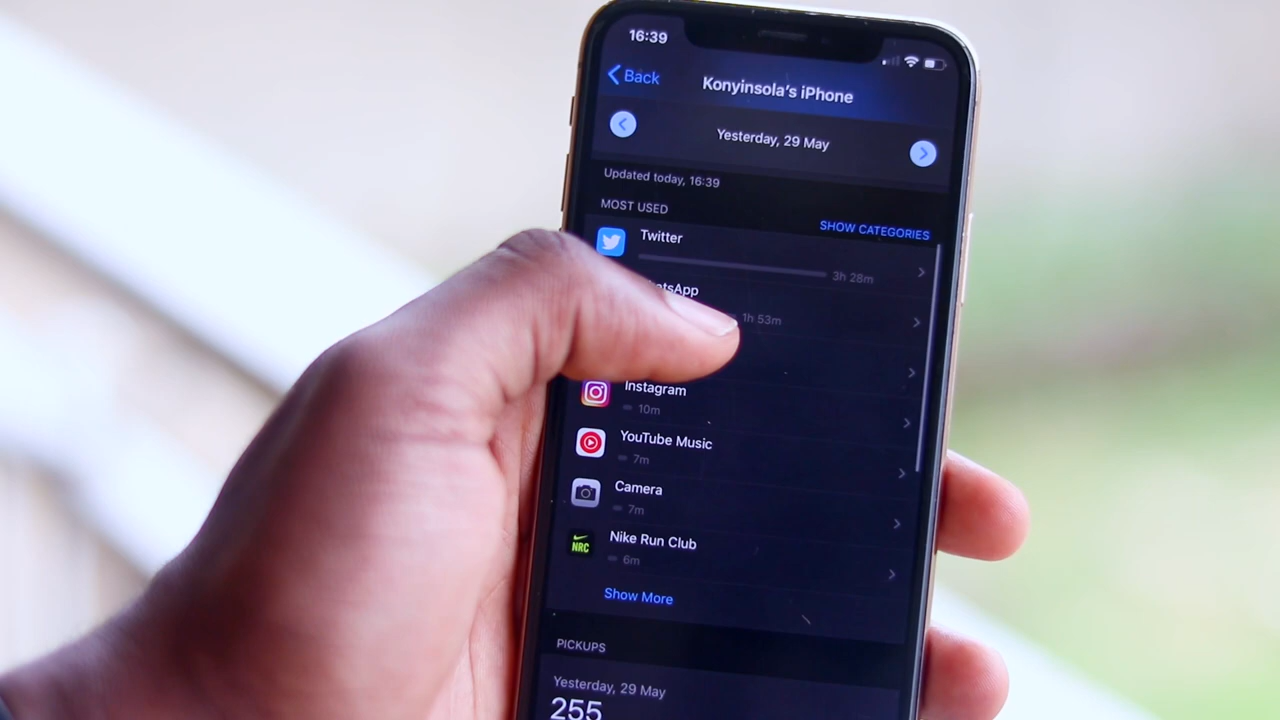 16:39
Back
Konyinsola's iPhone
Yesterday, 29 May
Updated today, 16:39
MOST USED
SHOW CATEGORIES
Twitter
3h 28m
atsApp
1h 53m
Instagram
10m
YouTube Music
7m
Camera
7m
NRC
Nike Run Club
6m
Show More
PICKUPS
Yesterday, 29 May
255